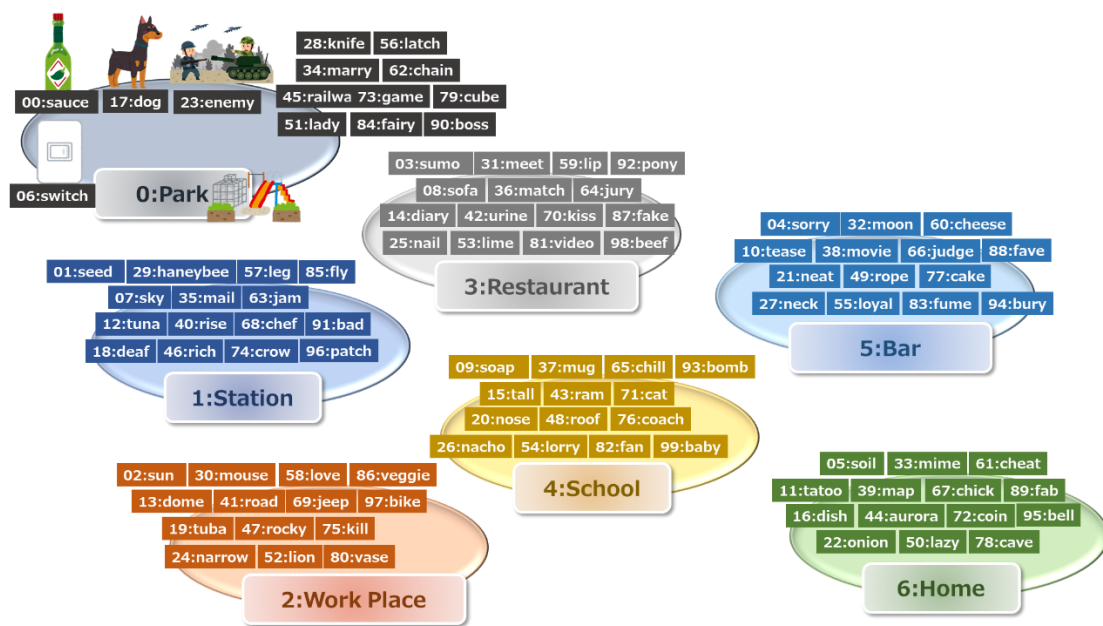 28:knife 56:latch
34:marry 62:chain
00:sauce 17:dog 23:enemy 45:railwa 73:game 79:cube
51:lady 84:fairy 90:boss
06:switch
0:Park
03:sumo 31:meet 59:lip 92:pony
08:sofa 36:match 64:jury
14:diary 42:urine 70:kiss 87:fake
25:nail 53:lime 81:video 98:beef
3:Restaurant
04:sorry 32:moon 60:cheese
10:tease 38:movie 66:judge 88:fave
21:neat 49:rope 77:cake
27:neck 55:loyal 83:fume 94:bury
5:Bar
01:seed 29:haneybee 57:leg 85:fly
07:sky 35:mail 63:jam
12:tuna 40:rise 68:chef 91:bad
18:deaf 46:rich 74:crow 96:patch
1:Station
09:soap 37:mug 65:chill 93:bomb
15:tall 43:ram 71:cat
20:nose 48:roof 76:coach
26:nacho 54:lorry 82:fan 99:baby
4:School
02:sun 30:mouse 58:love 86:veggie
13:dome 41:road 69:jeep 97:bike
19:tuba 47:rocky 75:kill
24:narrow 52:lion 80:vase
2:Work Place
05:soil 33:mime 61:cheat
11:tatoo 39:map 67:chick 89:fab
16:dish 44:aurora 72:coin 95:bell
22:onion 50:lazy 78:cave
6:Home